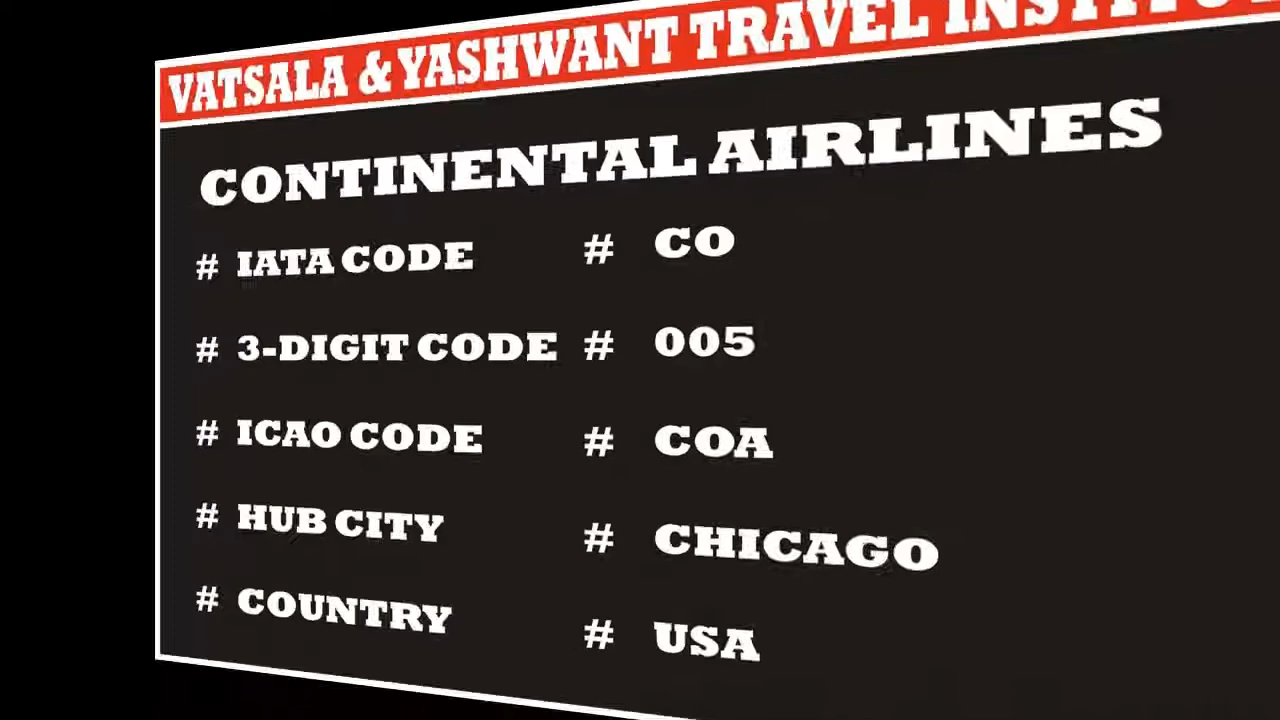 VATSALA & YASHWANT TRAVEL
CONTINENTAL AIRLINES
# IATA CODE # CO
# 3-DIGIT CODE # 005
# ICAO CODE # COA
# HUB CITY # CHICAGO
# COUNTRY # USA